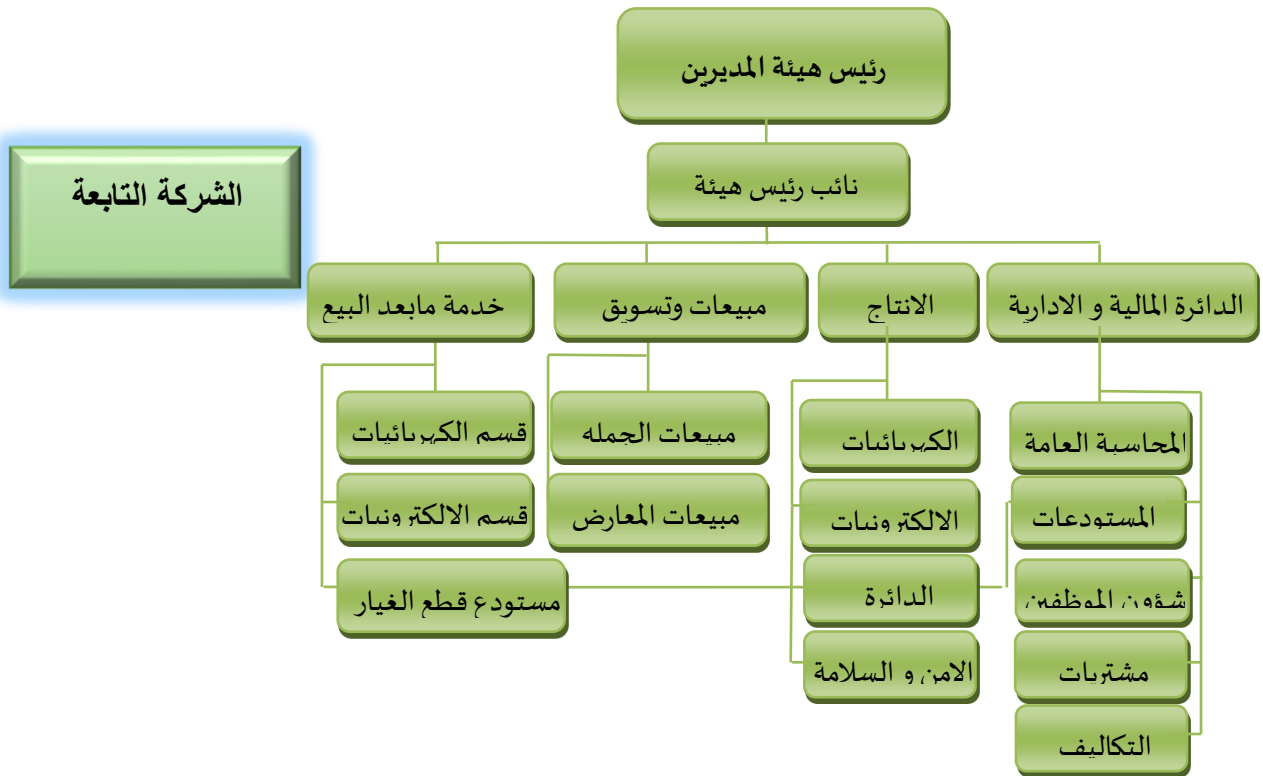 رئيس هيئة المديرين
الشركة التابعة
نائب رئيس هيئة
الدائرة المالية و الادارية
الانتاج
مبيعات وتسويق
خدمة مابعد البيع
المحاسبة العامة
المستودعات
شؤون الموظفين
مشتريات
التكاليف
الكهربائيات
الالكترونيات
الدائرة
الامن و السلامة
مبيعات الجمله
مبيعات المعارض
قسم الكهربائيات
قسم الالكترونيات
مستودع قطع الغيار